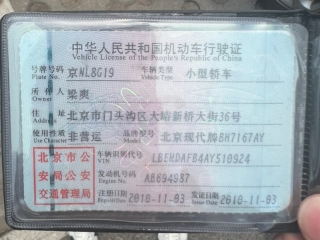 中华人民共和国机动车行驶证
Vehicle License of the People's Republic of China
号牌号码 京NL8G19 车辆类型 小型轿车
Plate No. Vehicle Type
所有人 梁爽
Owner
住址 北京市门头沟区大峪新桥大街36号
Address
使用性质 非营运 品牌型号 北京现代牌BH7167AY
Use Character Model
北京市公 车辆识别代号 LBEHDAFB4AY510924
VIN
安局公安 发动机号码 AB694987
Engine No.
交通管理局 注册日期 2010-11-03 发证日期 2010-11-03
Register Date Issue Date